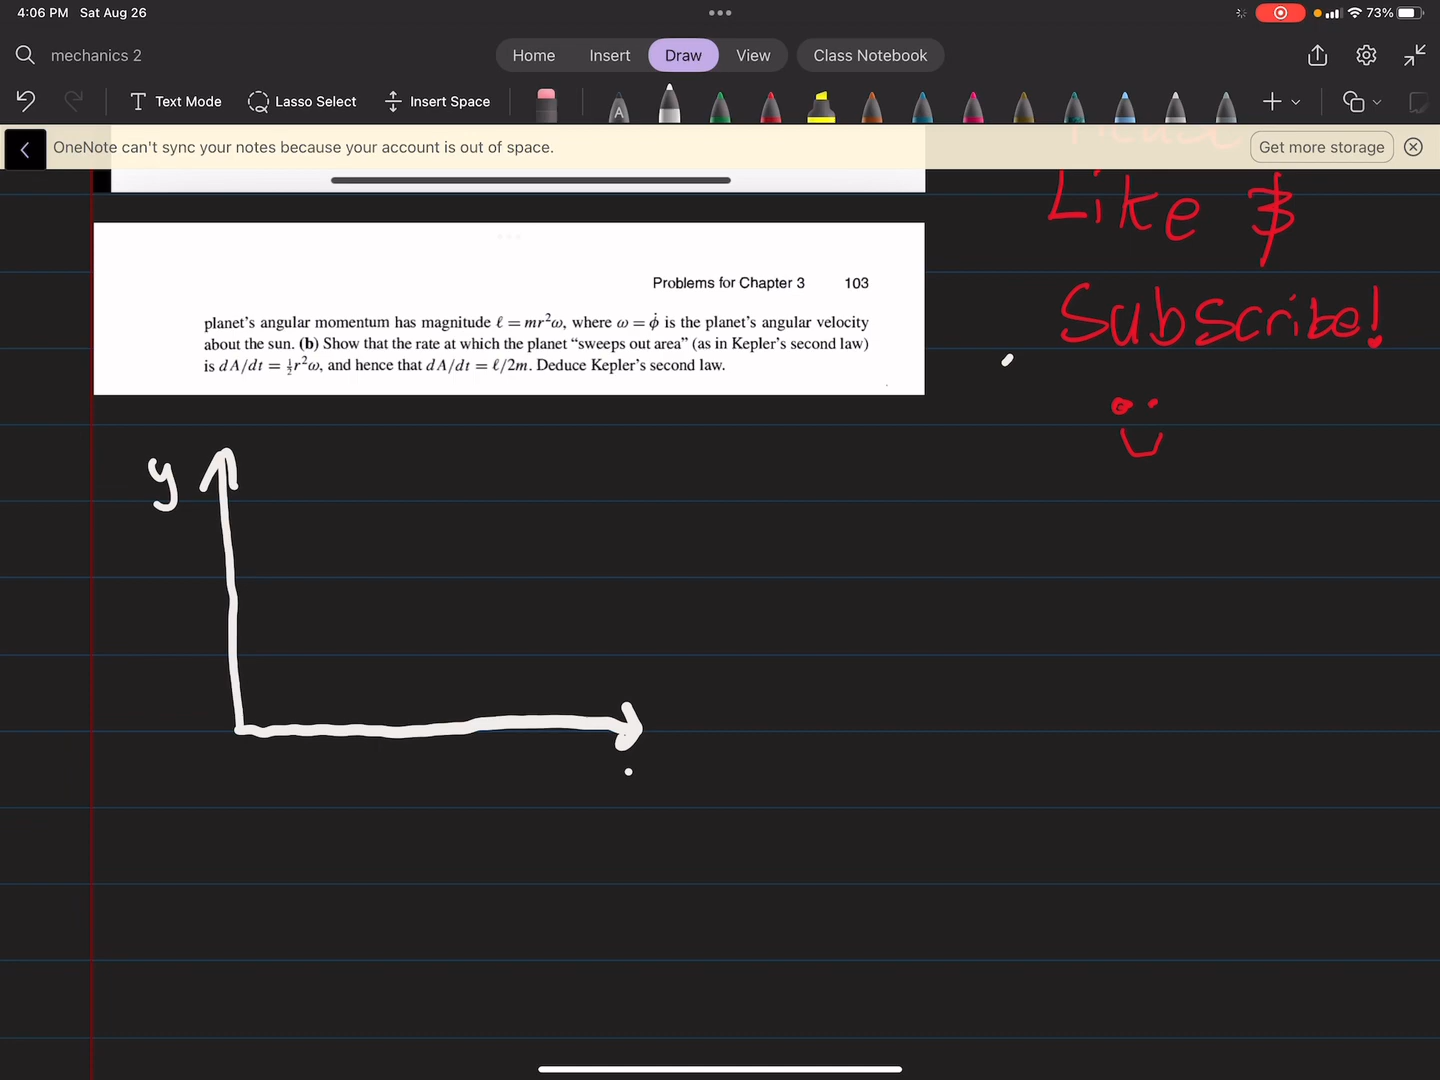 4:06 PM Sat Aug 26
73%
mechanics 2
Home Insert Draw View Class Notebook
Text Mode Lasso Select Insert Space
A
OneNote can't sync your notes because your account is out of space.
Get more storage
Like &
Subscribe!
Problems for Chapter 3 103
planet's angular momentum has magnitude ℓ = mr²ω, where ω = ϕ̇ is the planet's angular velocity
about the sun. (b) Show that the rate at which the planet “sweeps out area” (as in Kepler's second law)
is dA/dt = ½r²ω, and hence that dA/dt = ℓ/2m. Deduce Kepler's second law.
y